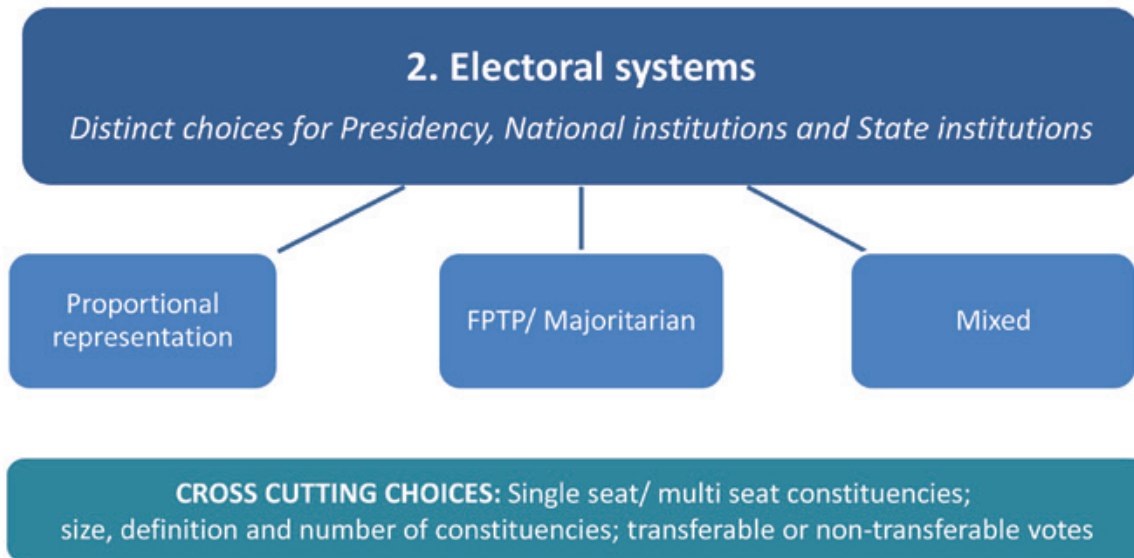 2. Electoral systems
Distinct choices for Presidency, National institutions and State institutions
Proportional
representation
FPTP/ Majoritarian
Mixed
CROSS CUTTING CHOICES: Single seat/ multi seat constituencies;
size, definition and number of constituencies; transferable or non-transferable votes